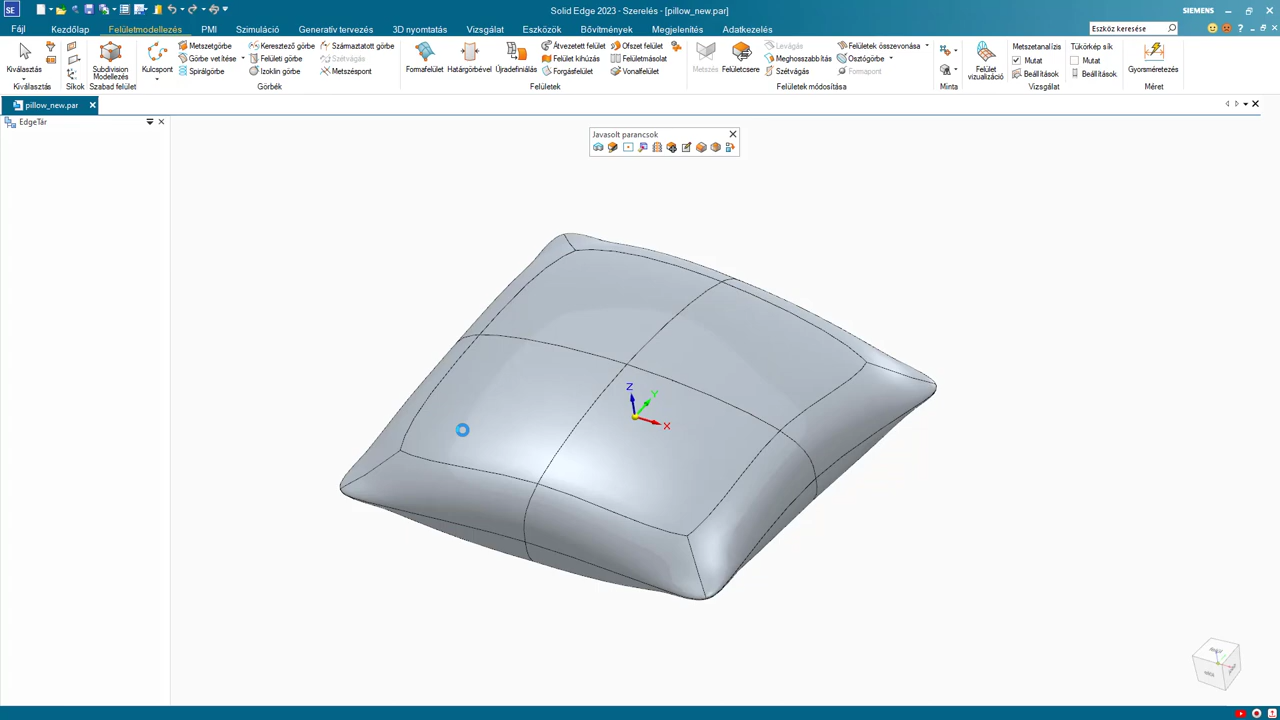 Solid Edge 2023 - Szerelés - [pillow_new.par]
SIEMENS
Fájl Kezdőlap Felületmodellezés PMI Szimuláció Generatív tervezés 3D nyomtatás Vizsgálat Eszközök Bővítmények Megjelenítés Adatkezelés Eszköz keresése
Kiválasztás
Kiválasztás
Síkok
Subdivision Modellezés
Szabad felület
Kulcspont
Metszetgörbe
Görbe vetítése
Spirálgörbe
Keresztező görbe
Felületi görbe
Izoklin görbe
Számaztatott görbe
Szétvágás
Metszéspont
Görbék
Formafelület
Határgörbével
Újradefiniálás
Átvezetett felület
Felület kihúzás
Forgásfelület
Ofszet felület
Felületmásolat
Vonalfelület
Felületek
Metszés
Felületcsere
Levágás
Meghosszabbítás
Szétvágás
Felületek összevonása
Osztógörbe
Formapont
Felületek módosítása
Minta
Felület vizualizáció
Metszetanalízis
Mutat
Beállítások
Vizsgálat
Tükörkép sík
Mutat
Beállítások
Gyorsméretezés
Méret
pillow_new.par
EdgeTár
Javasolt parancsok
Z
Y
X